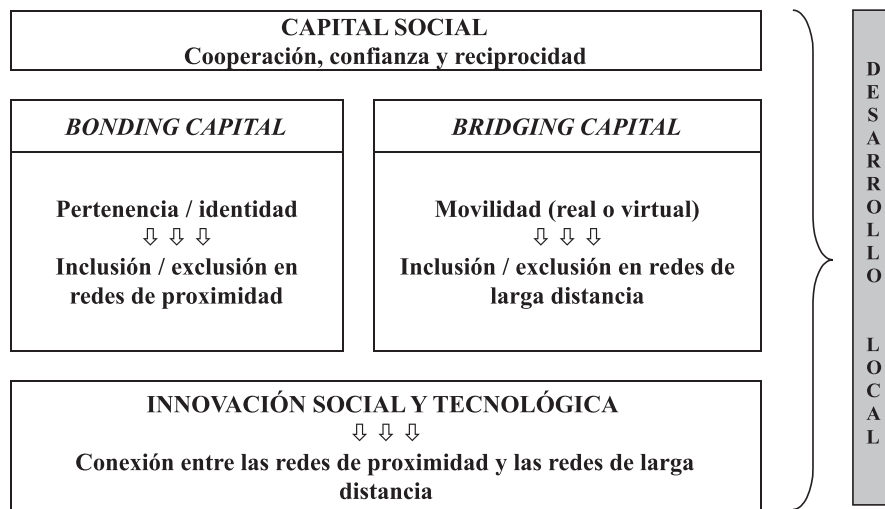 CAPITAL SOCIAL
Cooperación, confianza y reciprocidad
BONDING CAPITAL
Pertenencia / identidad
⇩ ⇩ ⇩
Inclusión / exclusión en
redes de proximidad
BRIDGING CAPITAL
Movilidad (real o virtual)
⇩ ⇩ ⇩
Inclusión / exclusión en redes de
larga distancia
INNOVACIÓN SOCIAL Y TECNOLÓGICA
⇩ ⇩ ⇩
Conexión entre las redes de proximidad y las redes de larga
distancia
DESARROLLO LOCAL